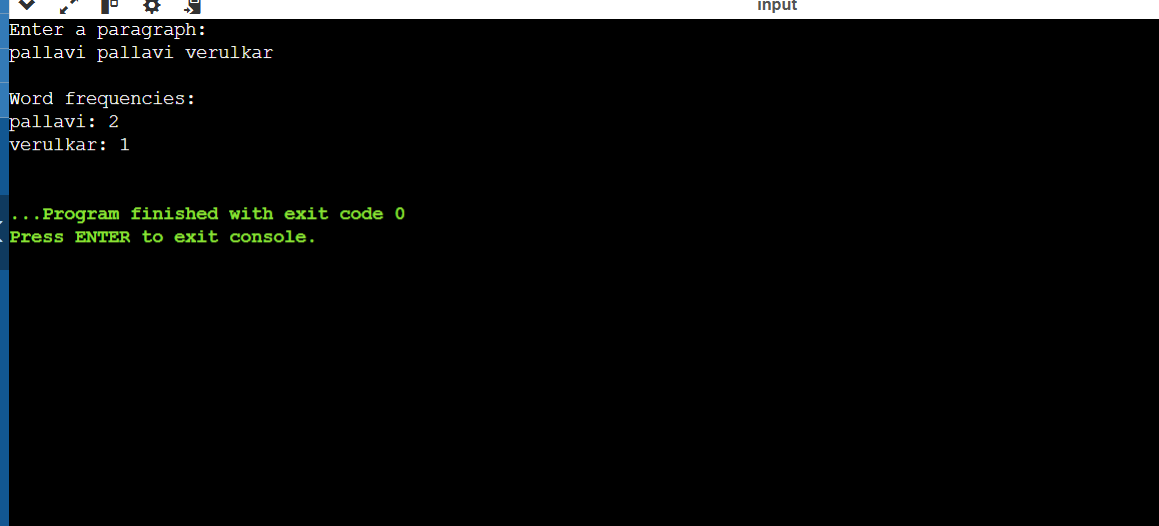 input
Enter a paragraph:
pallavi pallavi verulkar
Word frequencies:
pallavi: 2
verulkar: 1
...Program finished with exit code 0
Press ENTER to exit console.